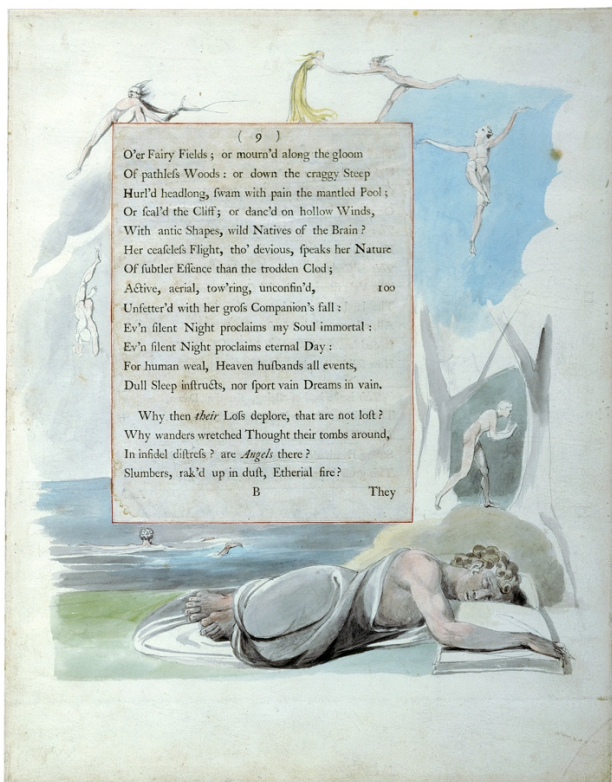 ( 9 )
O'er Fairy Fields ; or mourn'd along the gloom
Of pathleſs Woods : or down the craggy Steep
Hurl'd headlong, ſwam with pain the mantled Pool ;
Or ſcal'd the Cliff ; or danc'd on hollow Winds,
With antic Shapes, wild Natives of the Brain ?
Her ceaſeleſs Flight, tho' devious, ſpeaks her Nature
Of ſubtler Eſſence than the trodden Clod ;
Active, aerial, tow'ring, unconfin'd, 100
Unfetter'd with her groſs Companion's fall :
Ev'n ſilent Night proclaims my Soul immortal :
Ev'n ſilent Night proclaims eternal Day :
For human weal, Heaven huſbands all events,
Dull Sleep inſtructs, nor ſport vain Dreams in vain.
Why then their Loſs deplore, that are not loſt ?
Why wanders wretched Thought their tombs around,
In infidel diſtreſs ? are Angels there ?
Slumbers, rak'd up in duſt, Etherial fire ?
B They